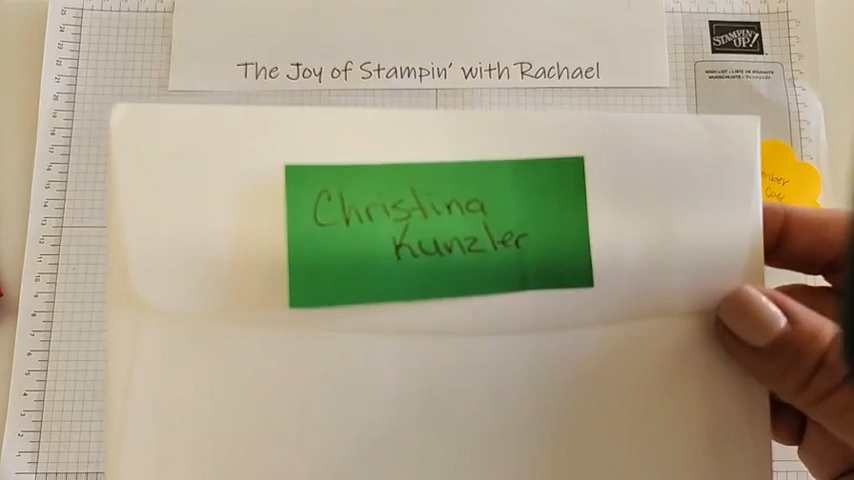 The Joy of Stampin' with Rachael
STAMPIN' UP!
Christina
Kunzler